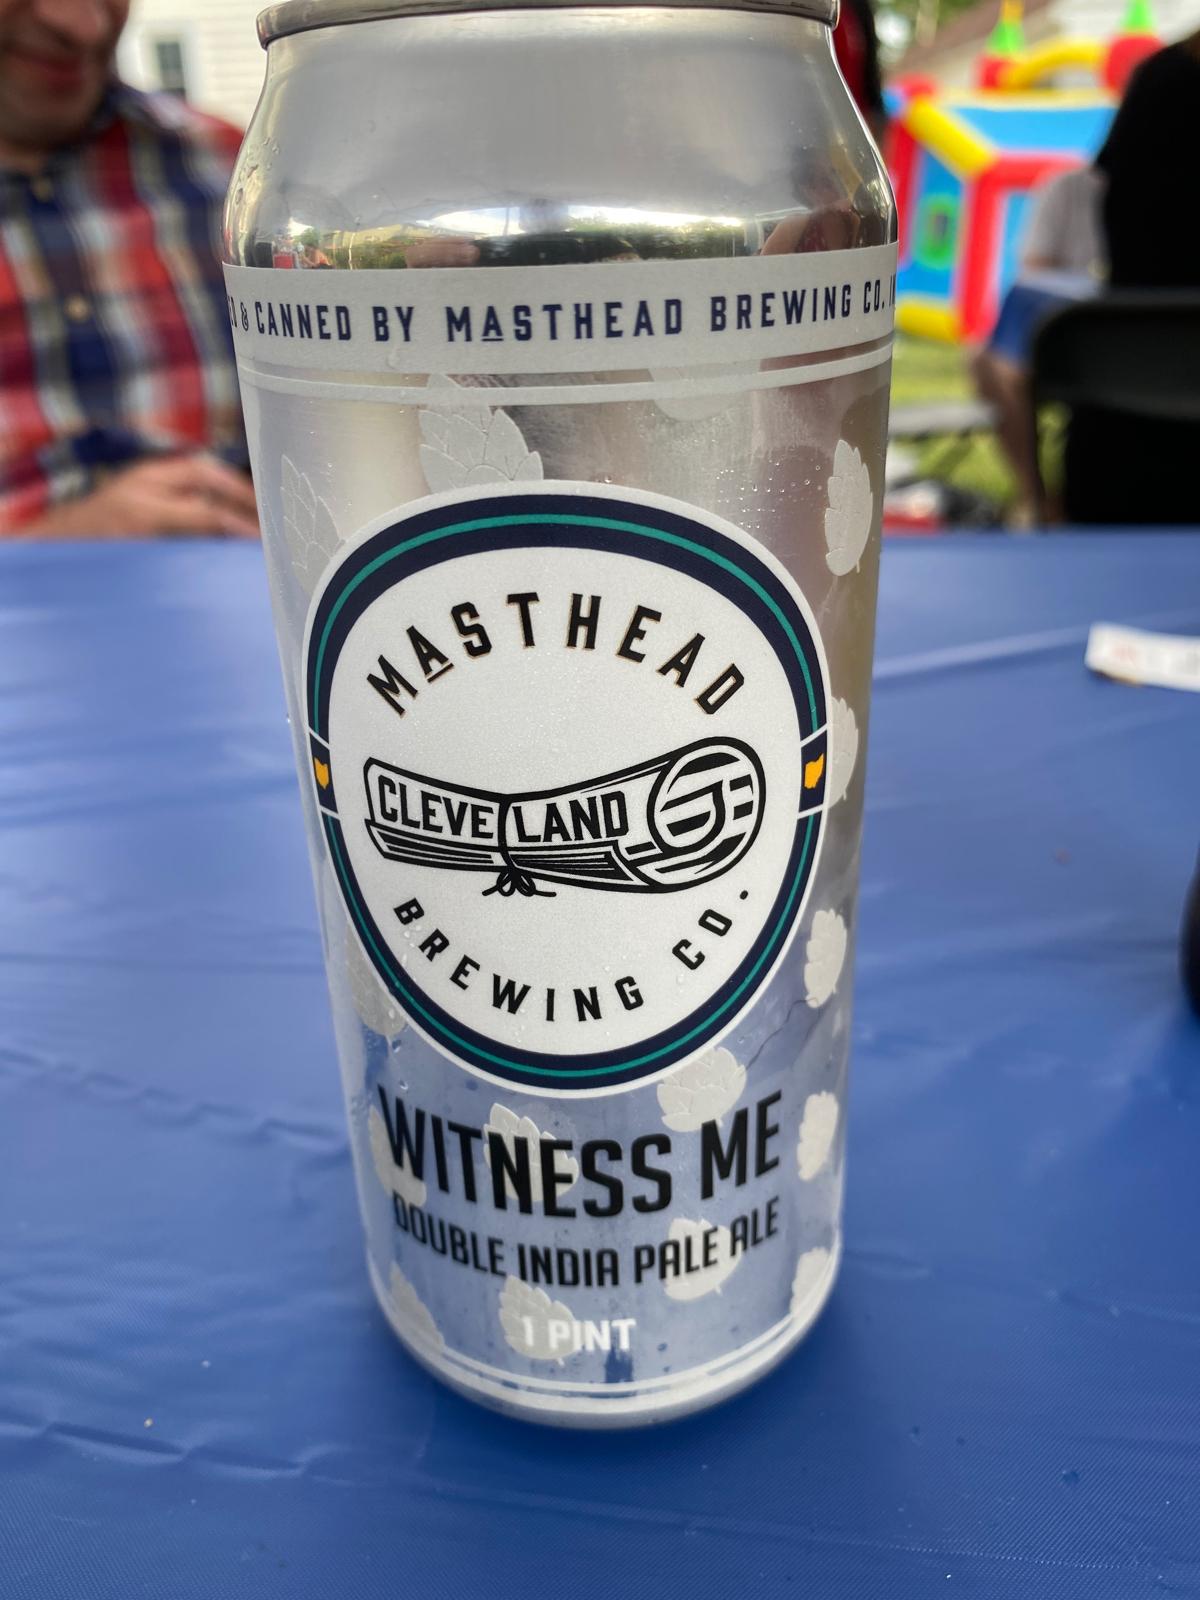 & CANNED BY MASTHEAD BREWING CO.
MASTHEAD
CLEVELAND
BREWING CO.
WITNESS ME
DOUBLE INDIA PALE ALE
1 PINT